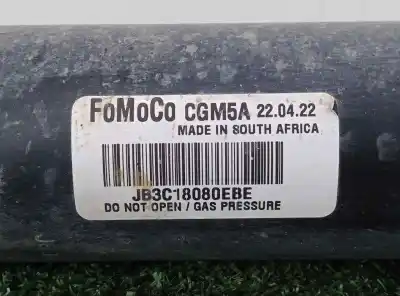 FoMoCo CGM5A 22.04.22
MADE IN SOUTH AFRICA
JB3C18080EBE
DO NOT OPEN / GAS PRESSURE